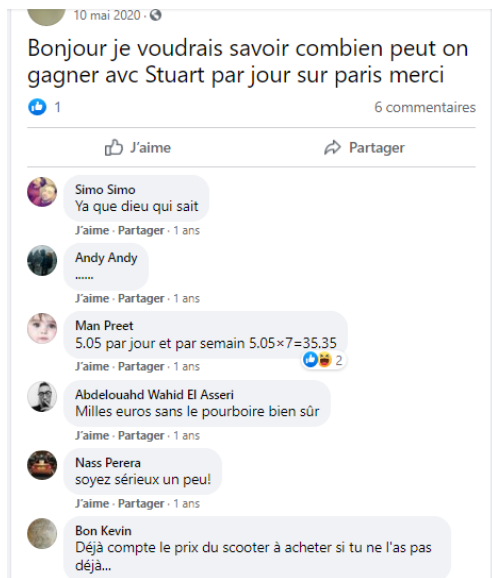 10 mai 2020 ·
Bonjour je voudrais savoir combien peut on
gagner avc Stuart par jour sur paris merci
1
6 commentaires
J'aime
Partager
Simo Simo
Ya que dieu qui sait
J'aime · Partager · 1 ans
Andy Andy
......
J'aime · Partager · 1 ans
Man Preet
5.05 par jour et par semain 5.05×7=35.35
2
J'aime · Partager · 1 ans
Abdelouahd Wahid El Asseri
Milles euros sans le pourboire bien sûr
J'aime · Partager · 1 ans
Nass Perera
soyez sérieux un peu!
J'aime · Partager · 1 ans
Bon Kevin
Déjà compte le prix du scooter à acheter si tu ne l'as pas
déjà...